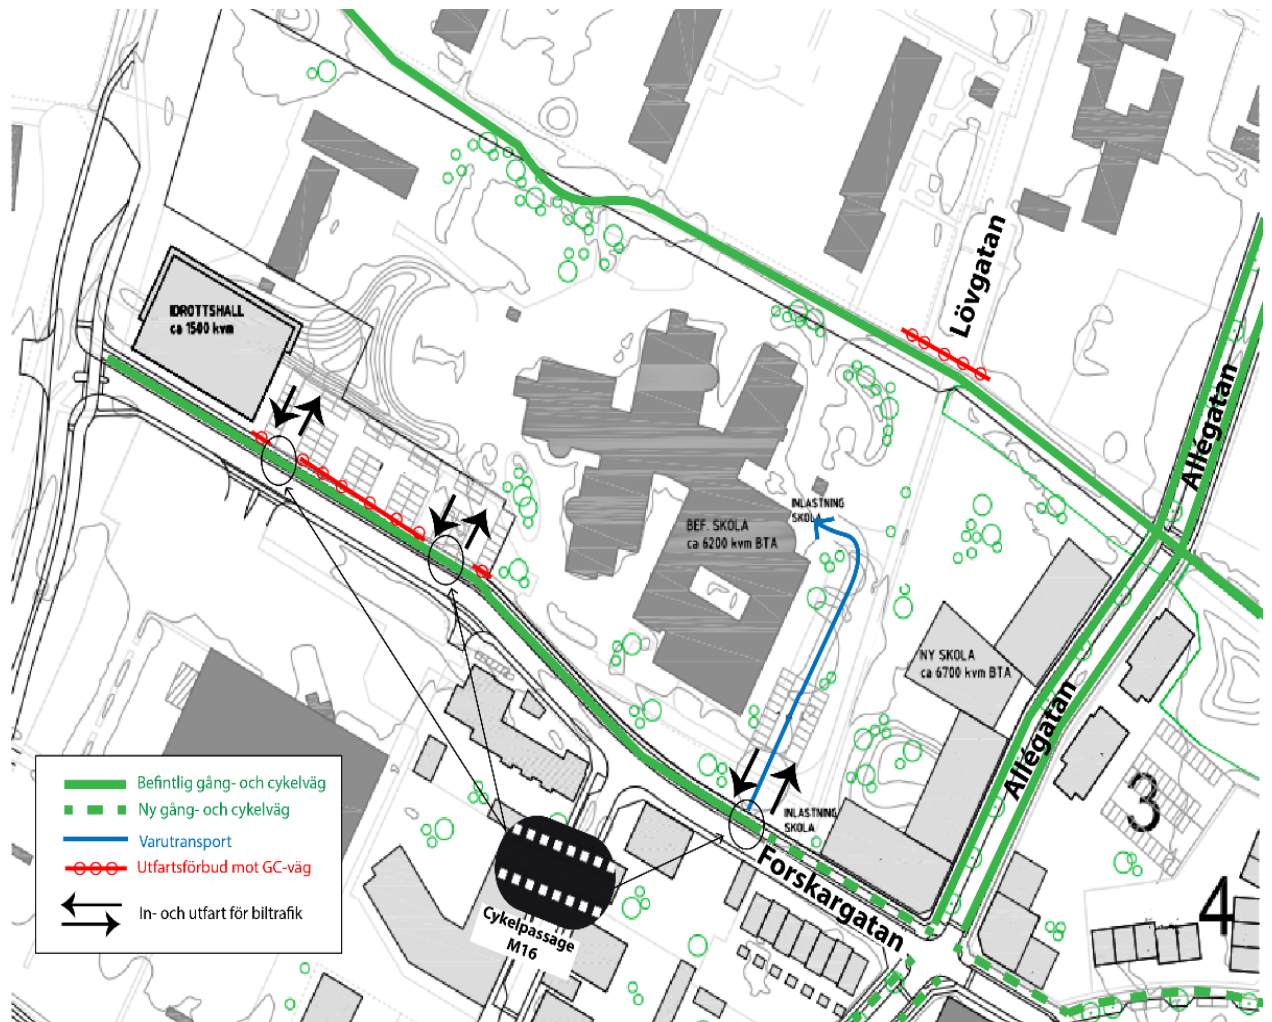 Lövgatan
IDROTTSHALL
ca 1500 kvm
Allégatan
INLASTNING
SKOLA
BEF. SKOLA
ca 6200 kvm BTA
NY SKOLA
ca 6700 kvm BTA
Allégatan
3
INLASTNING
SKOLA
Forskargatan
4
Cykelpassage
M16
Befintlig gång- och cykelväg
Ny gång- och cykelväg
Varutransport
Utfartsförbud mot GC-väg
In- och utfart för biltrafik